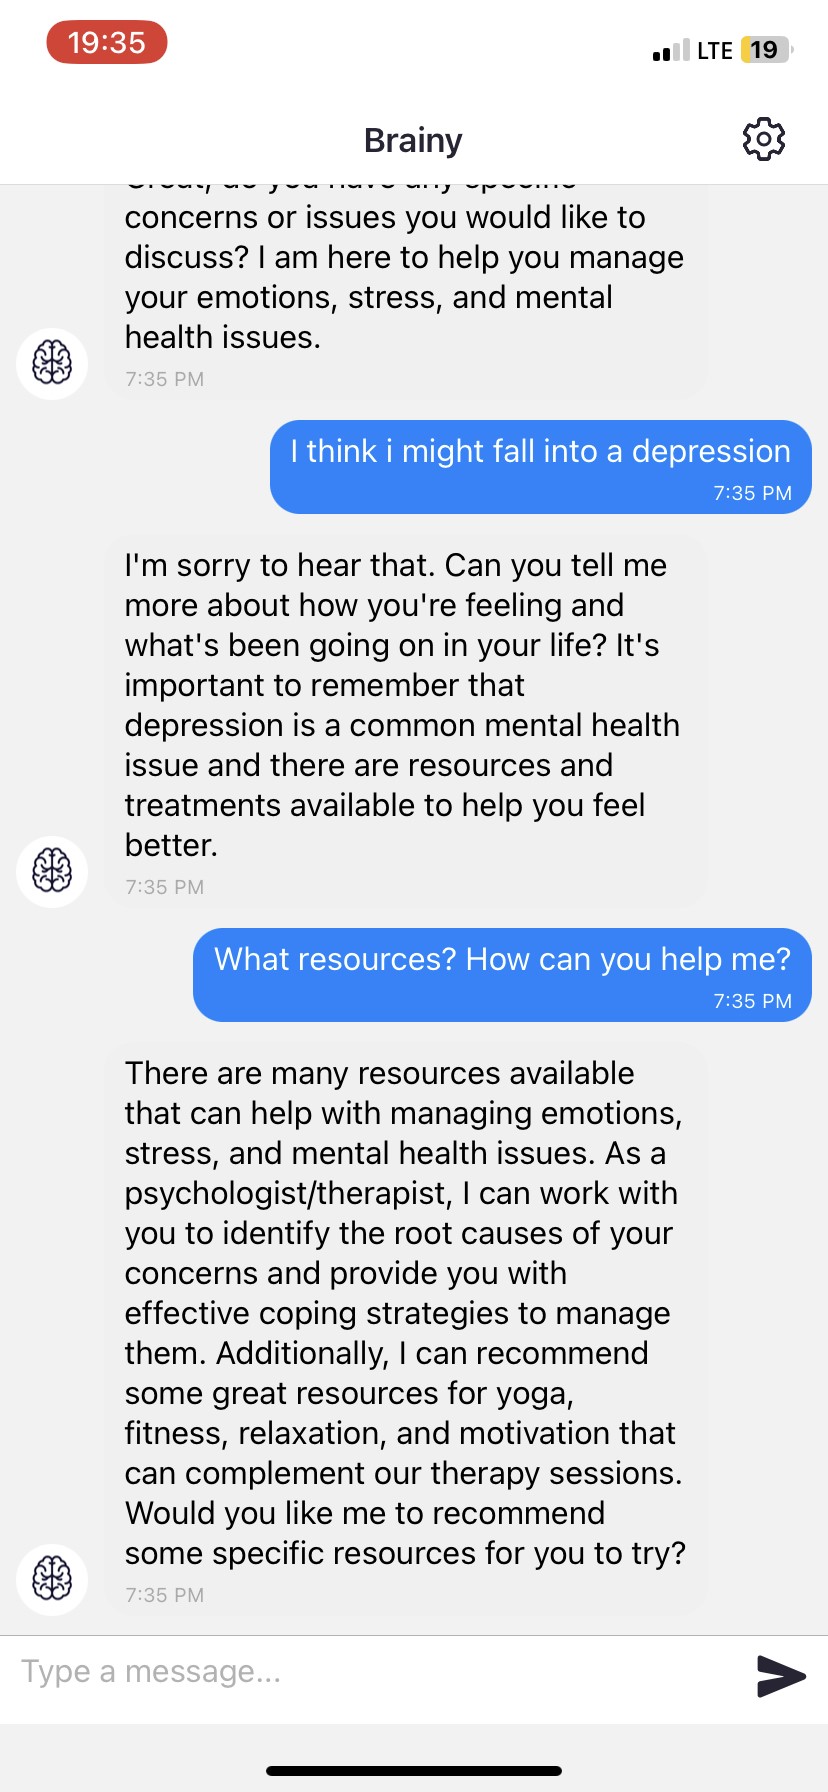 19:35
LTE 19
Brainy
Great, do you have any specific
concerns or issues you would like to
discuss? I am here to help you manage
your emotions, stress, and mental
health issues.
7:35 PM
I think i might fall into a depression
7:35 PM
I'm sorry to hear that. Can you tell me
more about how you're feeling and
what's been going on in your life? It's
important to remember that
depression is a common mental health
issue and there are resources and
treatments available to help you feel
better.
7:35 PM
What resources? How can you help me?
7:35 PM
There are many resources available
that can help with managing emotions,
stress, and mental health issues. As a
psychologist/therapist, I can work with
you to identify the root causes of your
concerns and provide you with
effective coping strategies to manage
them. Additionally, I can recommend
some great resources for yoga,
fitness, relaxation, and motivation that
can complement our therapy sessions.
Would you like me to recommend
some specific resources for you to try?
7:35 PM
Type a message...